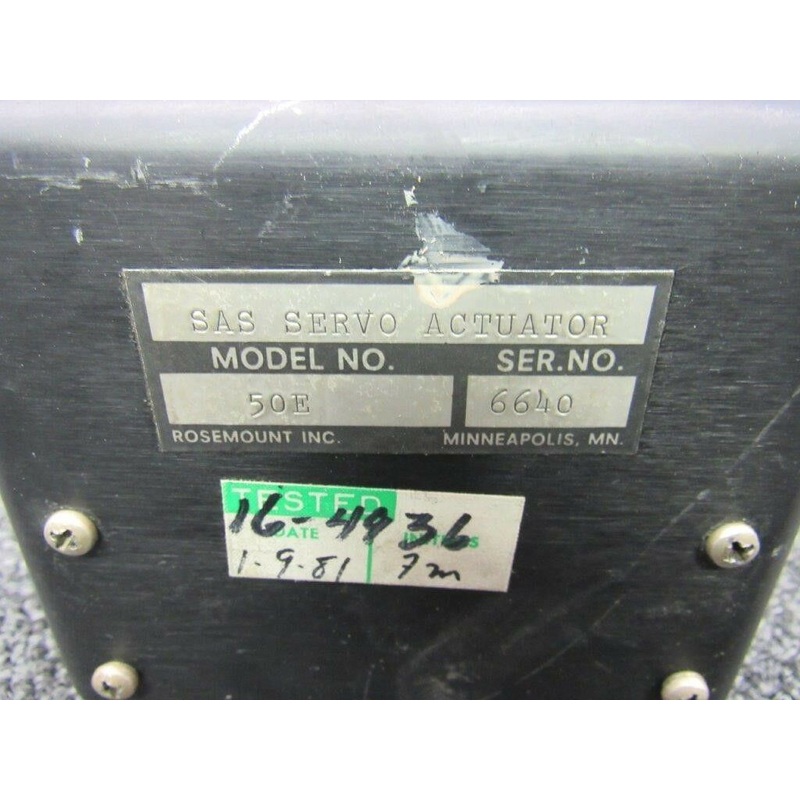 SAS SERVO ACTUATOR
MODEL NO. SER.NO.
50E 6640
ROSEMOUNT INC. MINNEAPOLIS, MN.
TESTED
16-4936
DATE INITIALS
1-9-81 7m